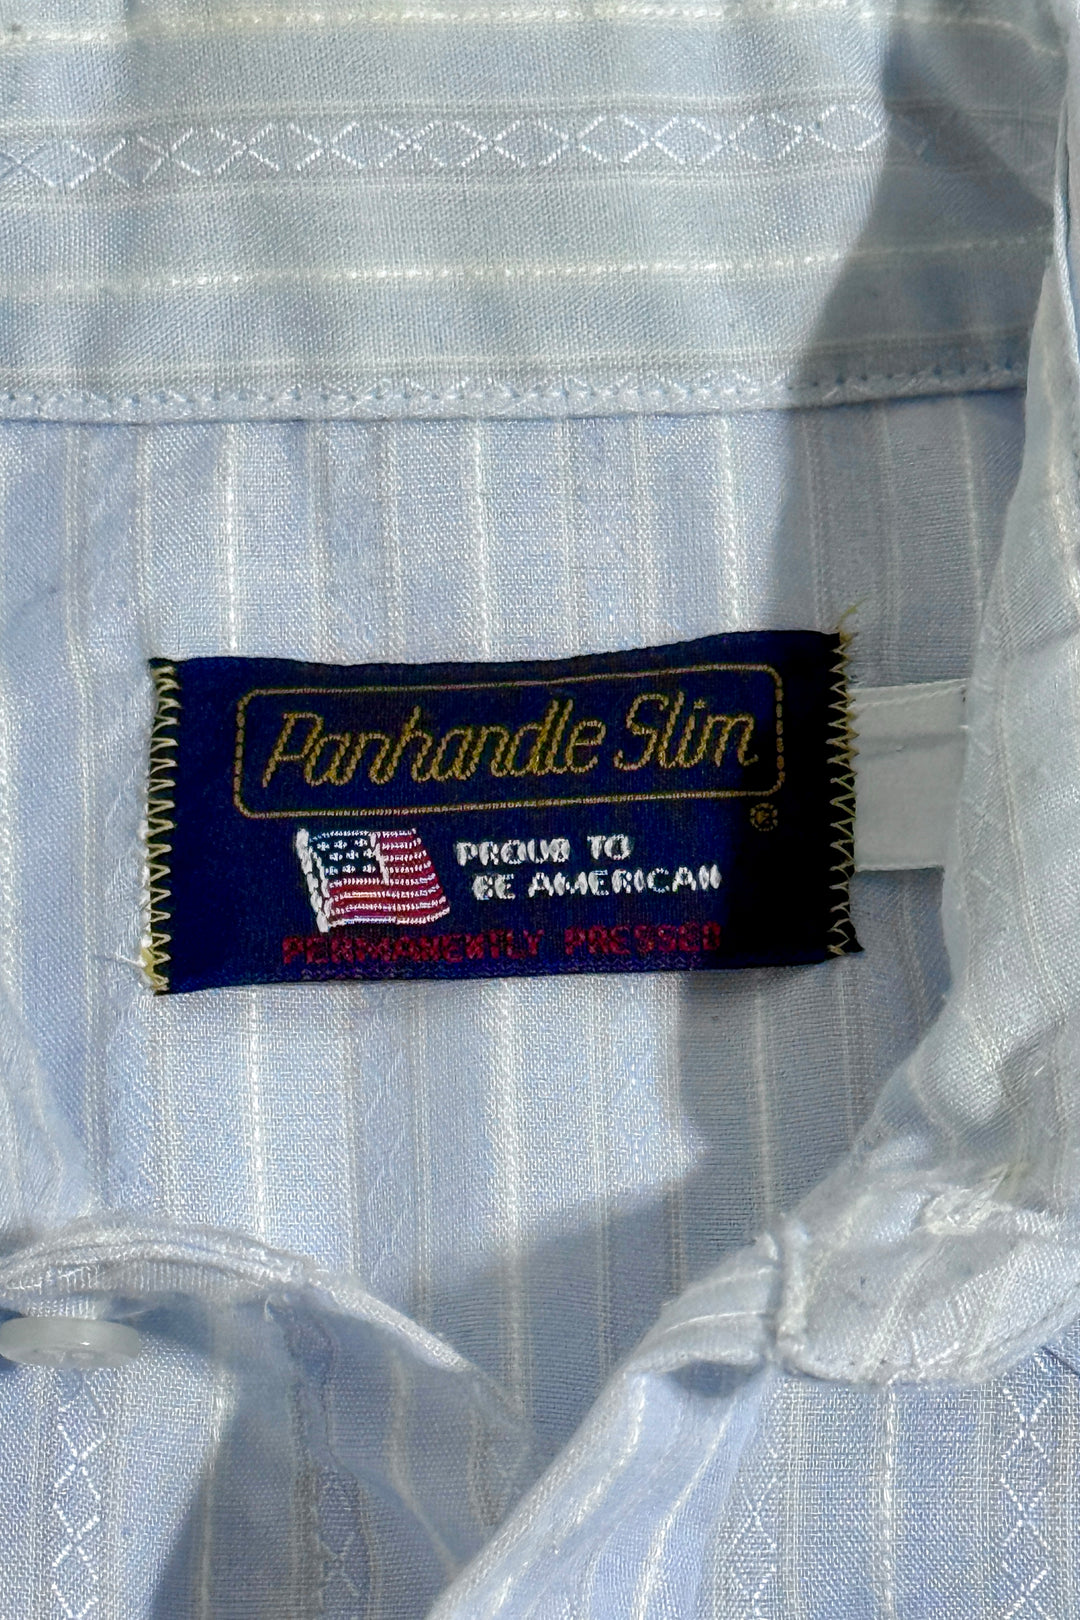 Panhandle Slim
®
PROUD TO
BE AMERICAN
PERMANENTLY PRESSED